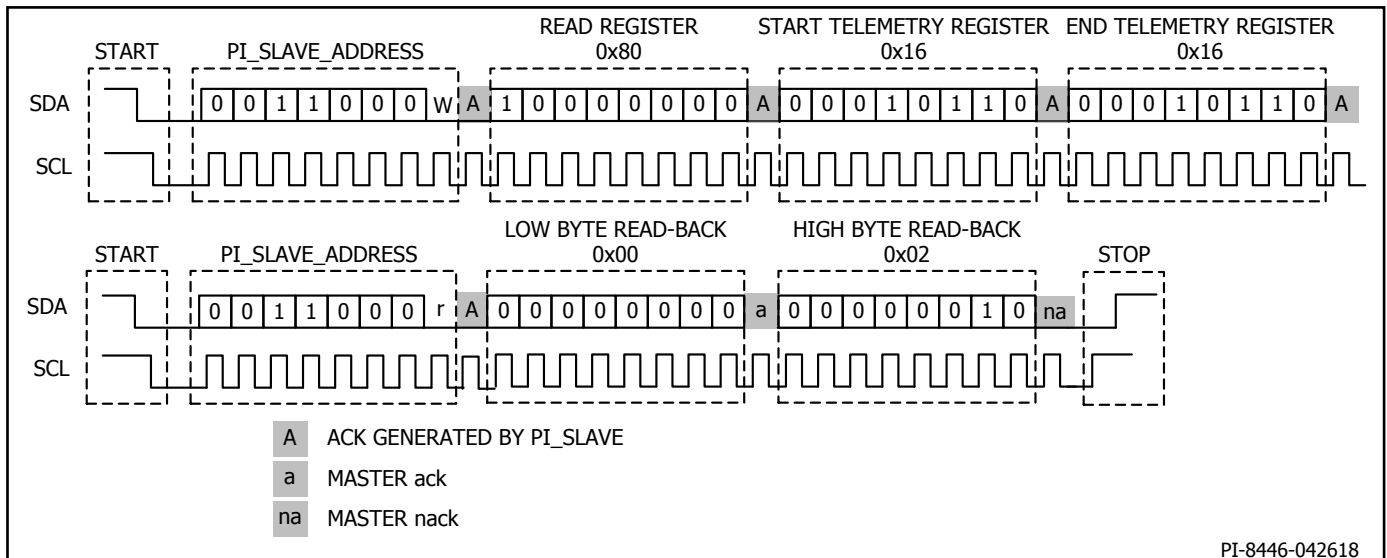 READ REGISTER START TELEMETRY REGISTER END TELEMETRY REGISTER
START PI_SLAVE_ADDRESS 0x80 0x16 0x16
SDA 0 0 1 1 0 0 0 W A 1 0 0 0 0 0 0 0 A 0 0 0 1 0 1 1 0 A 0 0 0 1 0 1 1 0 A
SCL
LOW BYTE READ-BACK HIGH BYTE READ-BACK
START PI_SLAVE_ADDRESS 0x00 0x02 STOP
SDA 0 0 1 1 0 0 0 r A 0 0 0 0 0 0 0 0 a 0 0 0 0 0 0 1 0 na
SCL
A ACK GENERATED BY PI_SLAVE
a MASTER ack
na MASTER nack
PI-8446-042618